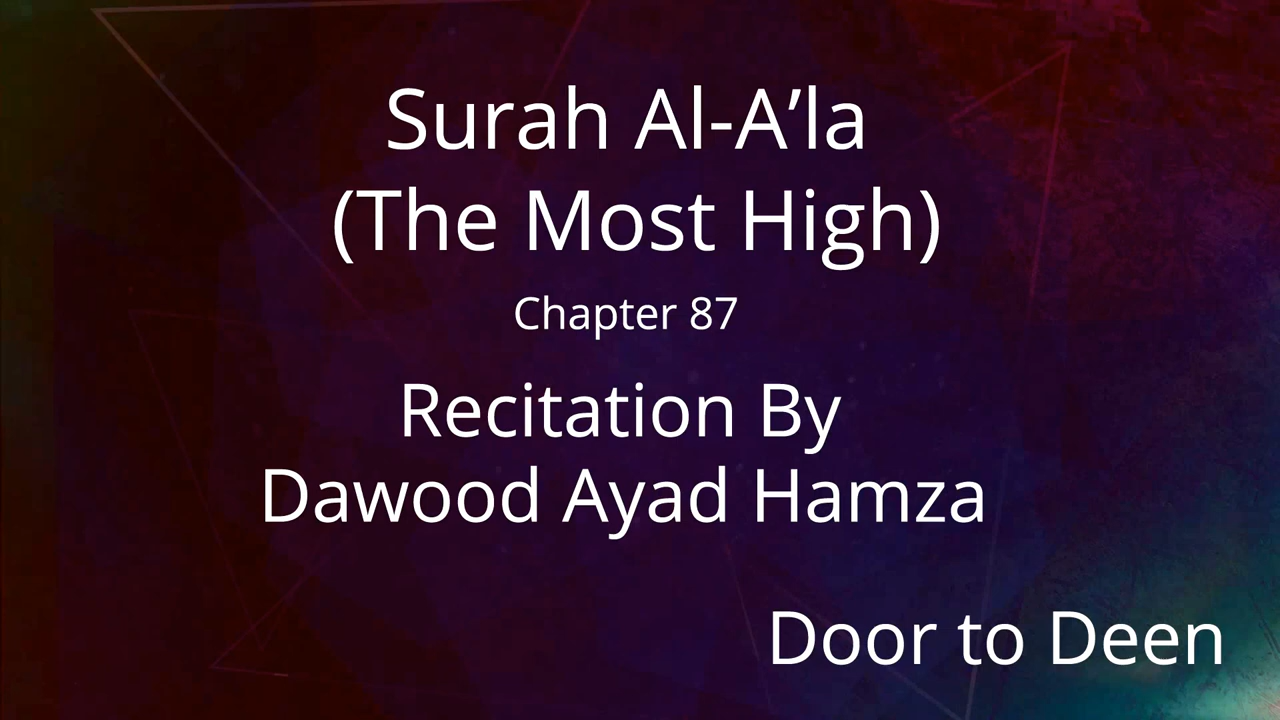 Surah Al-A’la
(The Most High)
Chapter 87
Recitation By
Dawood Ayad Hamza
Door to Deen